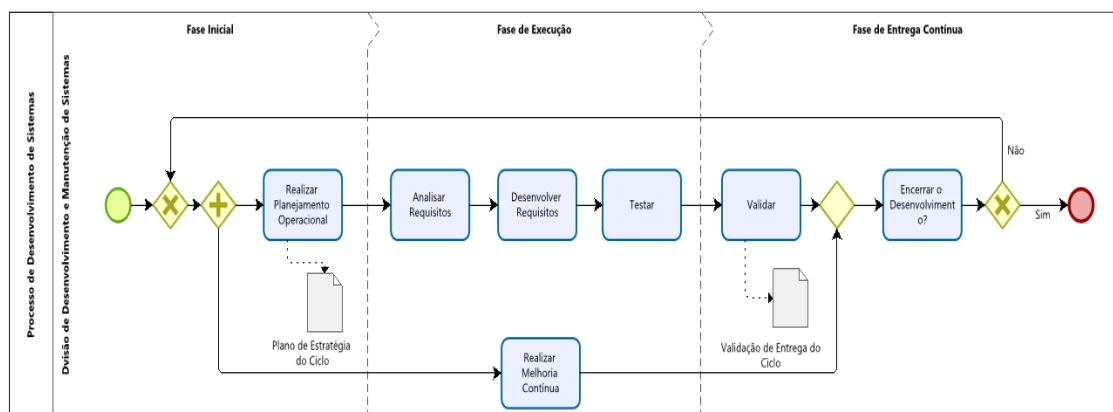 Processo de Desenvolvimento de Sistemas
Dvisão de Desenvolvimento e Manutenção de Sistemas
Fase Inicial
Fase de Execução
Fase de Entrega Contínua
Não
Realizar
Planejamento
Operacional
Analisar
Requisitos
Desenvolver
Requisitos
Testar
Validar
Encerrar o
Desenvolviment
o?
Sim
Plano de Estratégia
do Ciclo
Validação de Entrega do
Ciclo
Realizar
Melhoria
Contínua